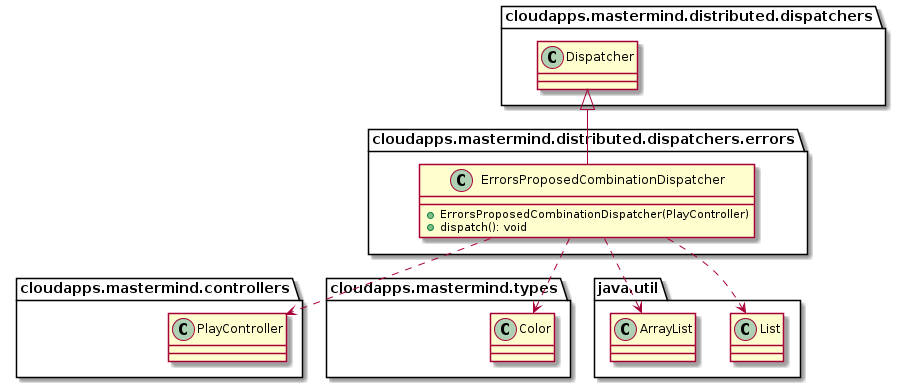 cloudapps.mastermind.distributed.dispatchers
C Dispatcher
cloudapps.mastermind.distributed.dispatchers.errors
C ErrorsProposedCombinationDispatcher
ErrorsProposedCombinationDispatcher(PlayController)
dispatch(): void
cloudapps.mastermind.controllers
C PlayController
cloudapps.mastermind.types
C Color
java.util
C ArrayList
C List